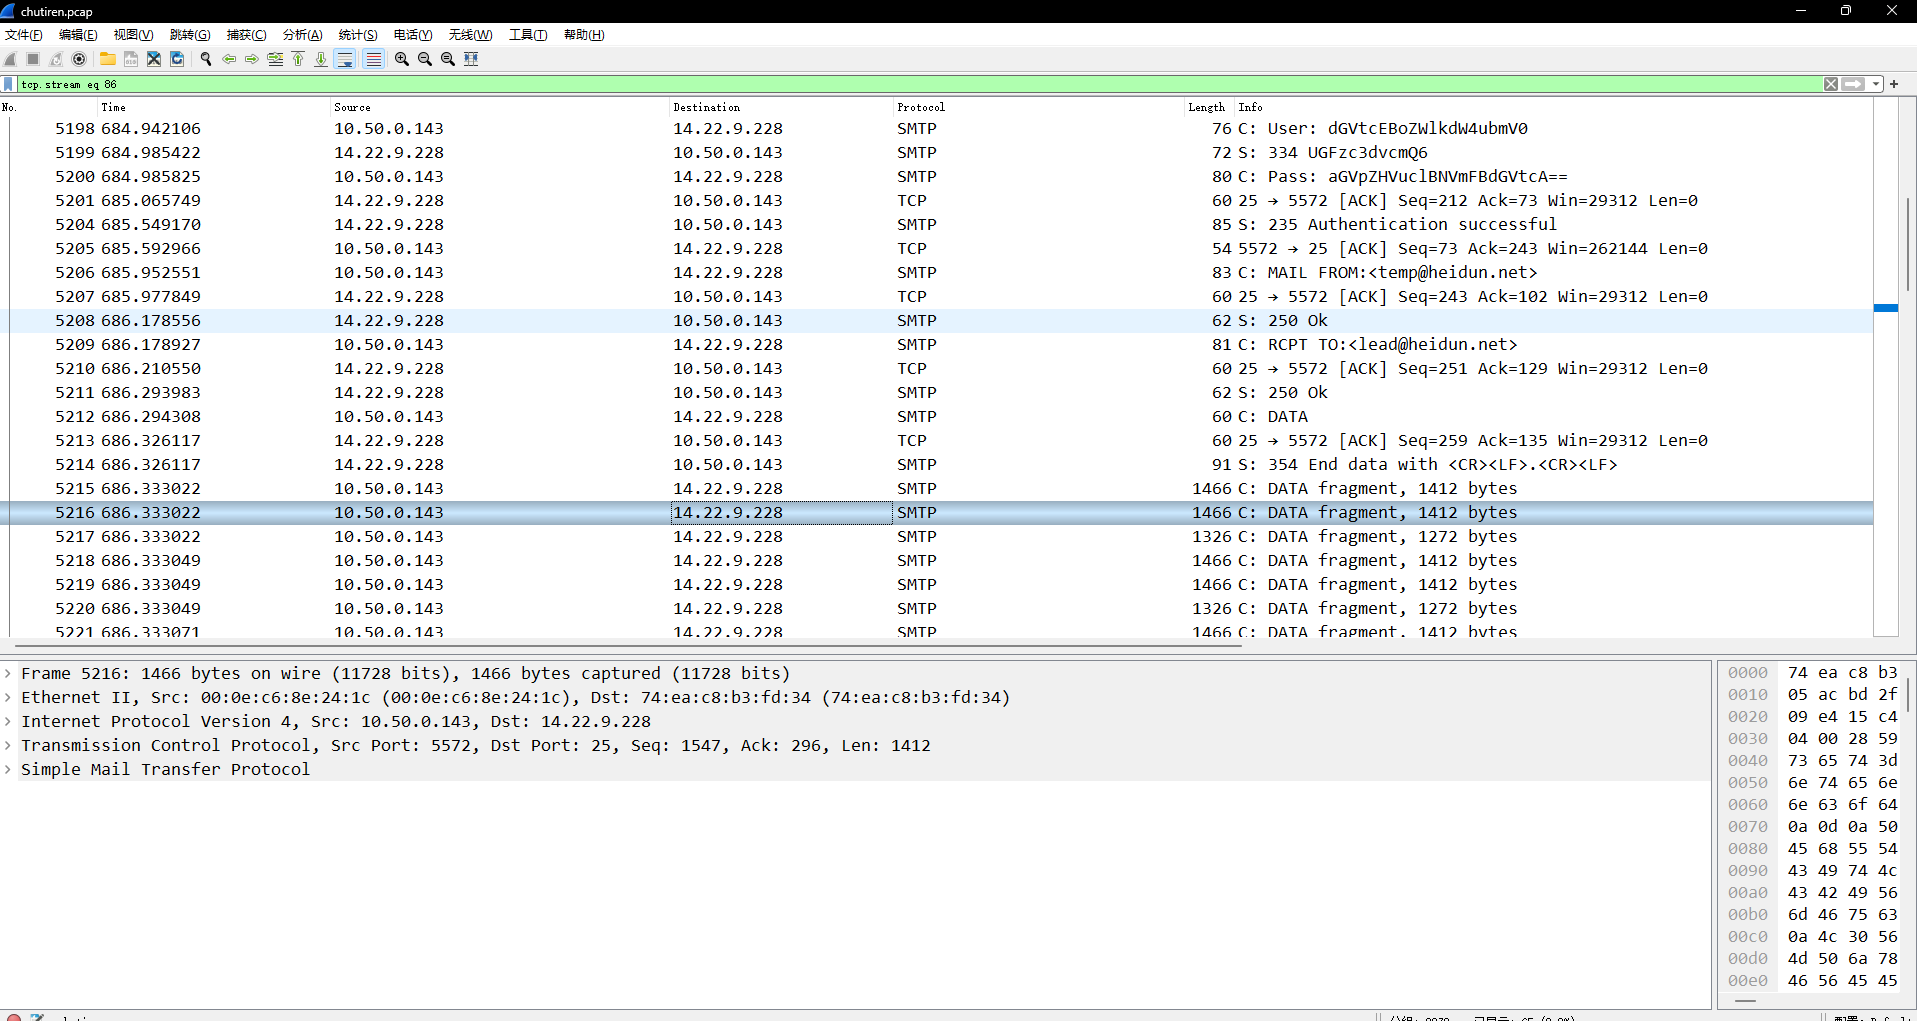 chutiren.pcap
文件(F) 编辑(E) 视图(V) 跳转(G) 捕获(C) 分析(A) 统计(S) 电话(Y) 无线(W) 工具(T) 帮助(H)
tcp.stream eq 86
No. Time Source Destination Protocol Length Info
5198 684.942106 10.50.0.143 14.22.9.228 SMTP 76 C: User: dGVtcEBoZWlkdW4ubmV0
5199 684.985422 14.22.9.228 10.50.0.143 SMTP 72 S: 334 UGFzc3dvcmQ6
5200 684.985825 10.50.0.143 14.22.9.228 SMTP 80 C: Pass: aGVpZHVuclBNVmFBdGVtcA==
5201 685.065749 14.22.9.228 10.50.0.143 TCP 60 25 → 5572 [ACK] Seq=212 Ack=73 Win=29312 Len=0
5204 685.549170 14.22.9.228 10.50.0.143 SMTP 85 S: 235 Authentication successful
5205 685.592966 10.50.0.143 14.22.9.228 TCP 54 5572 → 25 [ACK] Seq=73 Ack=243 Win=262144 Len=0
5206 685.952551 10.50.0.143 14.22.9.228 SMTP 83 C: MAIL FROM:<temp@heidun.net>
5207 685.977849 14.22.9.228 10.50.0.143 TCP 60 25 → 5572 [ACK] Seq=243 Ack=102 Win=29312 Len=0
5208 686.178556 14.22.9.228 10.50.0.143 SMTP 62 S: 250 Ok
5209 686.178927 10.50.0.143 14.22.9.228 SMTP 81 C: RCPT TO:<lead@heidun.net>
5210 686.210550 14.22.9.228 10.50.0.143 TCP 60 25 → 5572 [ACK] Seq=251 Ack=129 Win=29312 Len=0
5211 686.293983 14.22.9.228 10.50.0.143 SMTP 62 S: 250 Ok
5212 686.294308 10.50.0.143 14.22.9.228 SMTP 60 C: DATA
5213 686.326117 14.22.9.228 10.50.0.143 TCP 60 25 → 5572 [ACK] Seq=259 Ack=135 Win=29312 Len=0
5214 686.326117 14.22.9.228 10.50.0.143 SMTP 91 S: 354 End data with <CR><LF>.<CR><LF>
5215 686.333022 10.50.0.143 14.22.9.228 SMTP 1466 C: DATA fragment, 1412 bytes
5216 686.333022 10.50.0.143 14.22.9.228 SMTP 1466 C: DATA fragment, 1412 bytes
5217 686.333022 10.50.0.143 14.22.9.228 SMTP 1326 C: DATA fragment, 1272 bytes
5218 686.333049 10.50.0.143 14.22.9.228 SMTP 1466 C: DATA fragment, 1412 bytes
5219 686.333049 10.50.0.143 14.22.9.228 SMTP 1466 C: DATA fragment, 1412 bytes
5220 686.333049 10.50.0.143 14.22.9.228 SMTP 1326 C: DATA fragment, 1272 bytes
5221 686.333071 10.50.0.143 14.22.9.228 SMTP 1466 C: DATA fragment, 1412 bytes
Frame 5216: 1466 bytes on wire (11728 bits), 1466 bytes captured (11728 bits)
Ethernet II, Src: 00:0e:c6:8e:24:1c (00:0e:c6:8e:24:1c), Dst: 74:ea:c8:b3:fd:34 (74:ea:c8:b3:fd:34)
Internet Protocol Version 4, Src: 10.50.0.143, Dst: 14.22.9.228
Transmission Control Protocol, Src Port: 5572, Dst Port: 25, Seq: 1547, Ack: 296, Len: 1412
Simple Mail Transfer Protocol
0000 74 ea c8 b3
0010 05 ac bd 2f
0020 09 e4 15 c4
0030 04 00 28 59
0040 73 65 74 3d
0050 6e 74 65 6e
0060 6e 63 6f 64
0070 0a 0d 0a 50
0080 45 68 55 54
0090 43 49 74 4c
00a0 43 42 49 56
00b0 6d 46 75 63
00c0 0a 4c 30 56
00d0 4d 50 6a 78
00e0 46 56 45 45